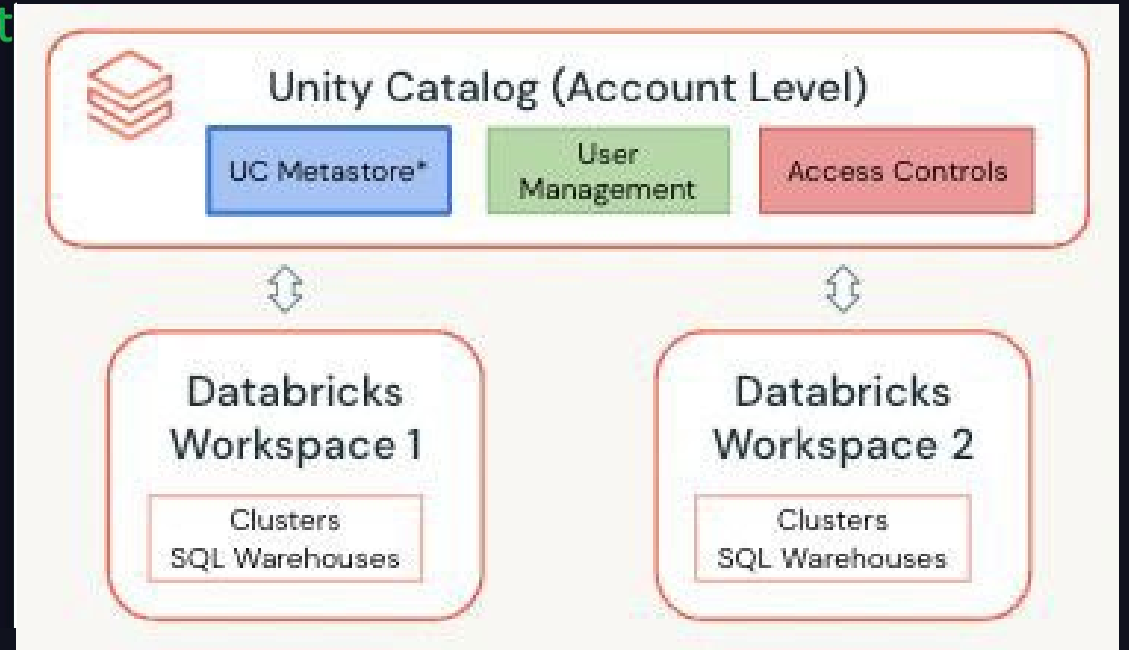 t
Unity Catalog (Account Level)
UC Metastore*
User
Management
Access Controls
Databricks
Workspace 1
Clusters
SQL Warehouses
Databricks
Workspace 2
Clusters
SQL Warehouses